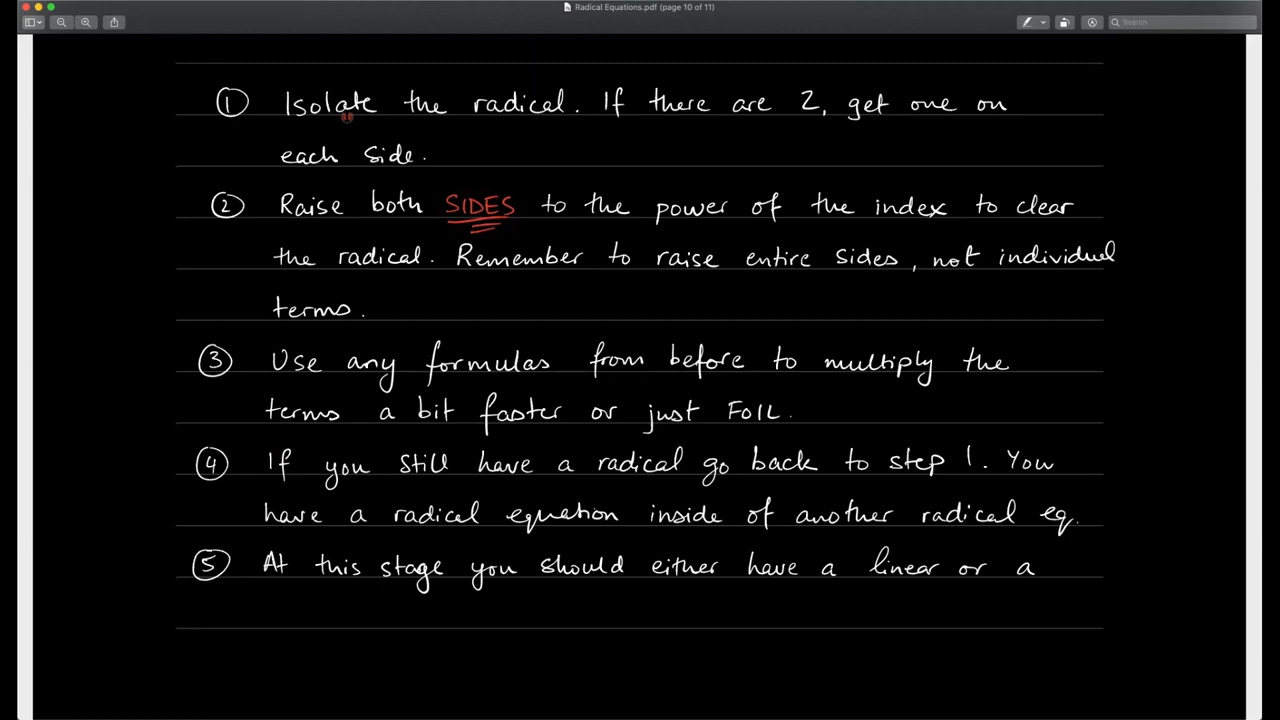 Radical Equations.pdf (page 10 of 11)
Search
① Isolate the radical. If there are 2, get one on
each side.
② Raise both SIDES to the power of the index to clear
the radical. Remember to raise entire sides, not individual
terms.
③ Use any formulas from before to multiply the
terms a bit faster or just FOIL.
④ If you still have a radical go back to step 1. You
have a radical equation inside of another radical eq.
⑤ At this stage you should either have a linear or a